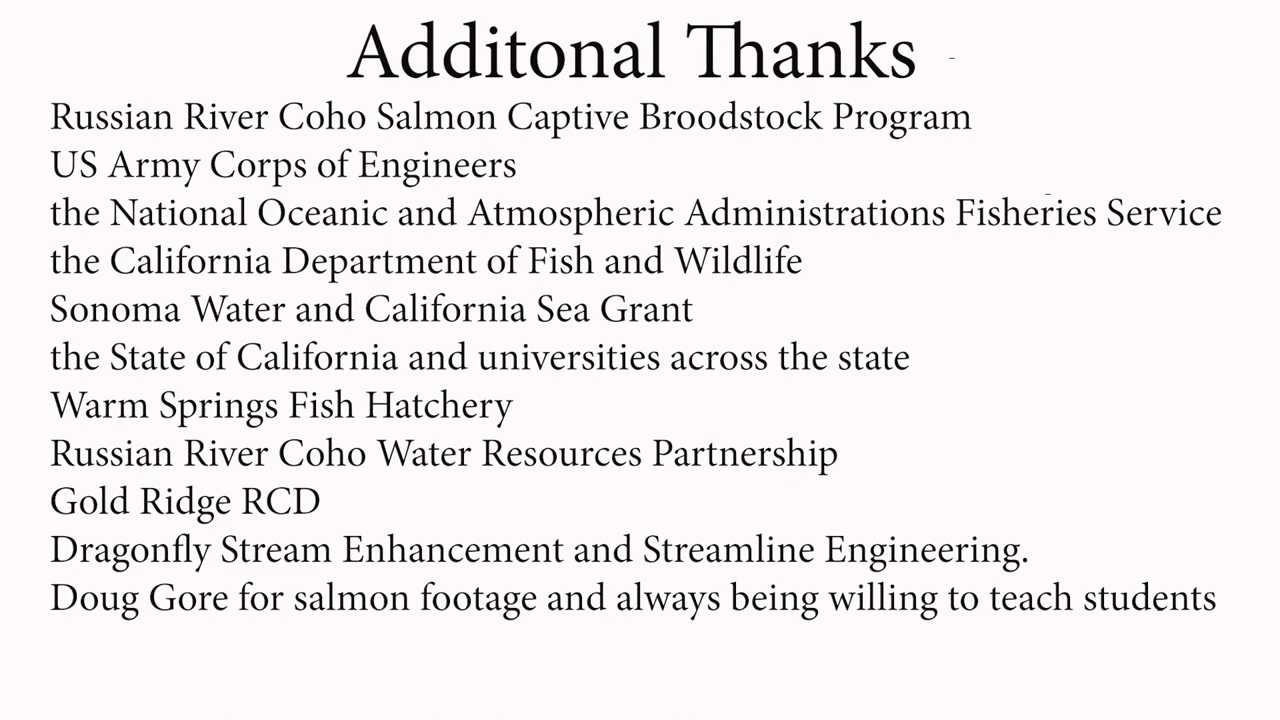 Additonal Thanks
Russian River Coho Salmon Captive Broodstock Program
US Army Corps of Engineers
the National Oceanic and Atmospheric Administrations Fisheries Service
the California Department of Fish and Wildlife
Sonoma Water and California Sea Grant
the State of California and universities across the state
Warm Springs Fish Hatchery
Russian River Coho Water Resources Partnership
Gold Ridge RCD
Dragonfly Stream Enhancement and Streamline Engineering.
Doug Gore for salmon footage and always being willing to teach students